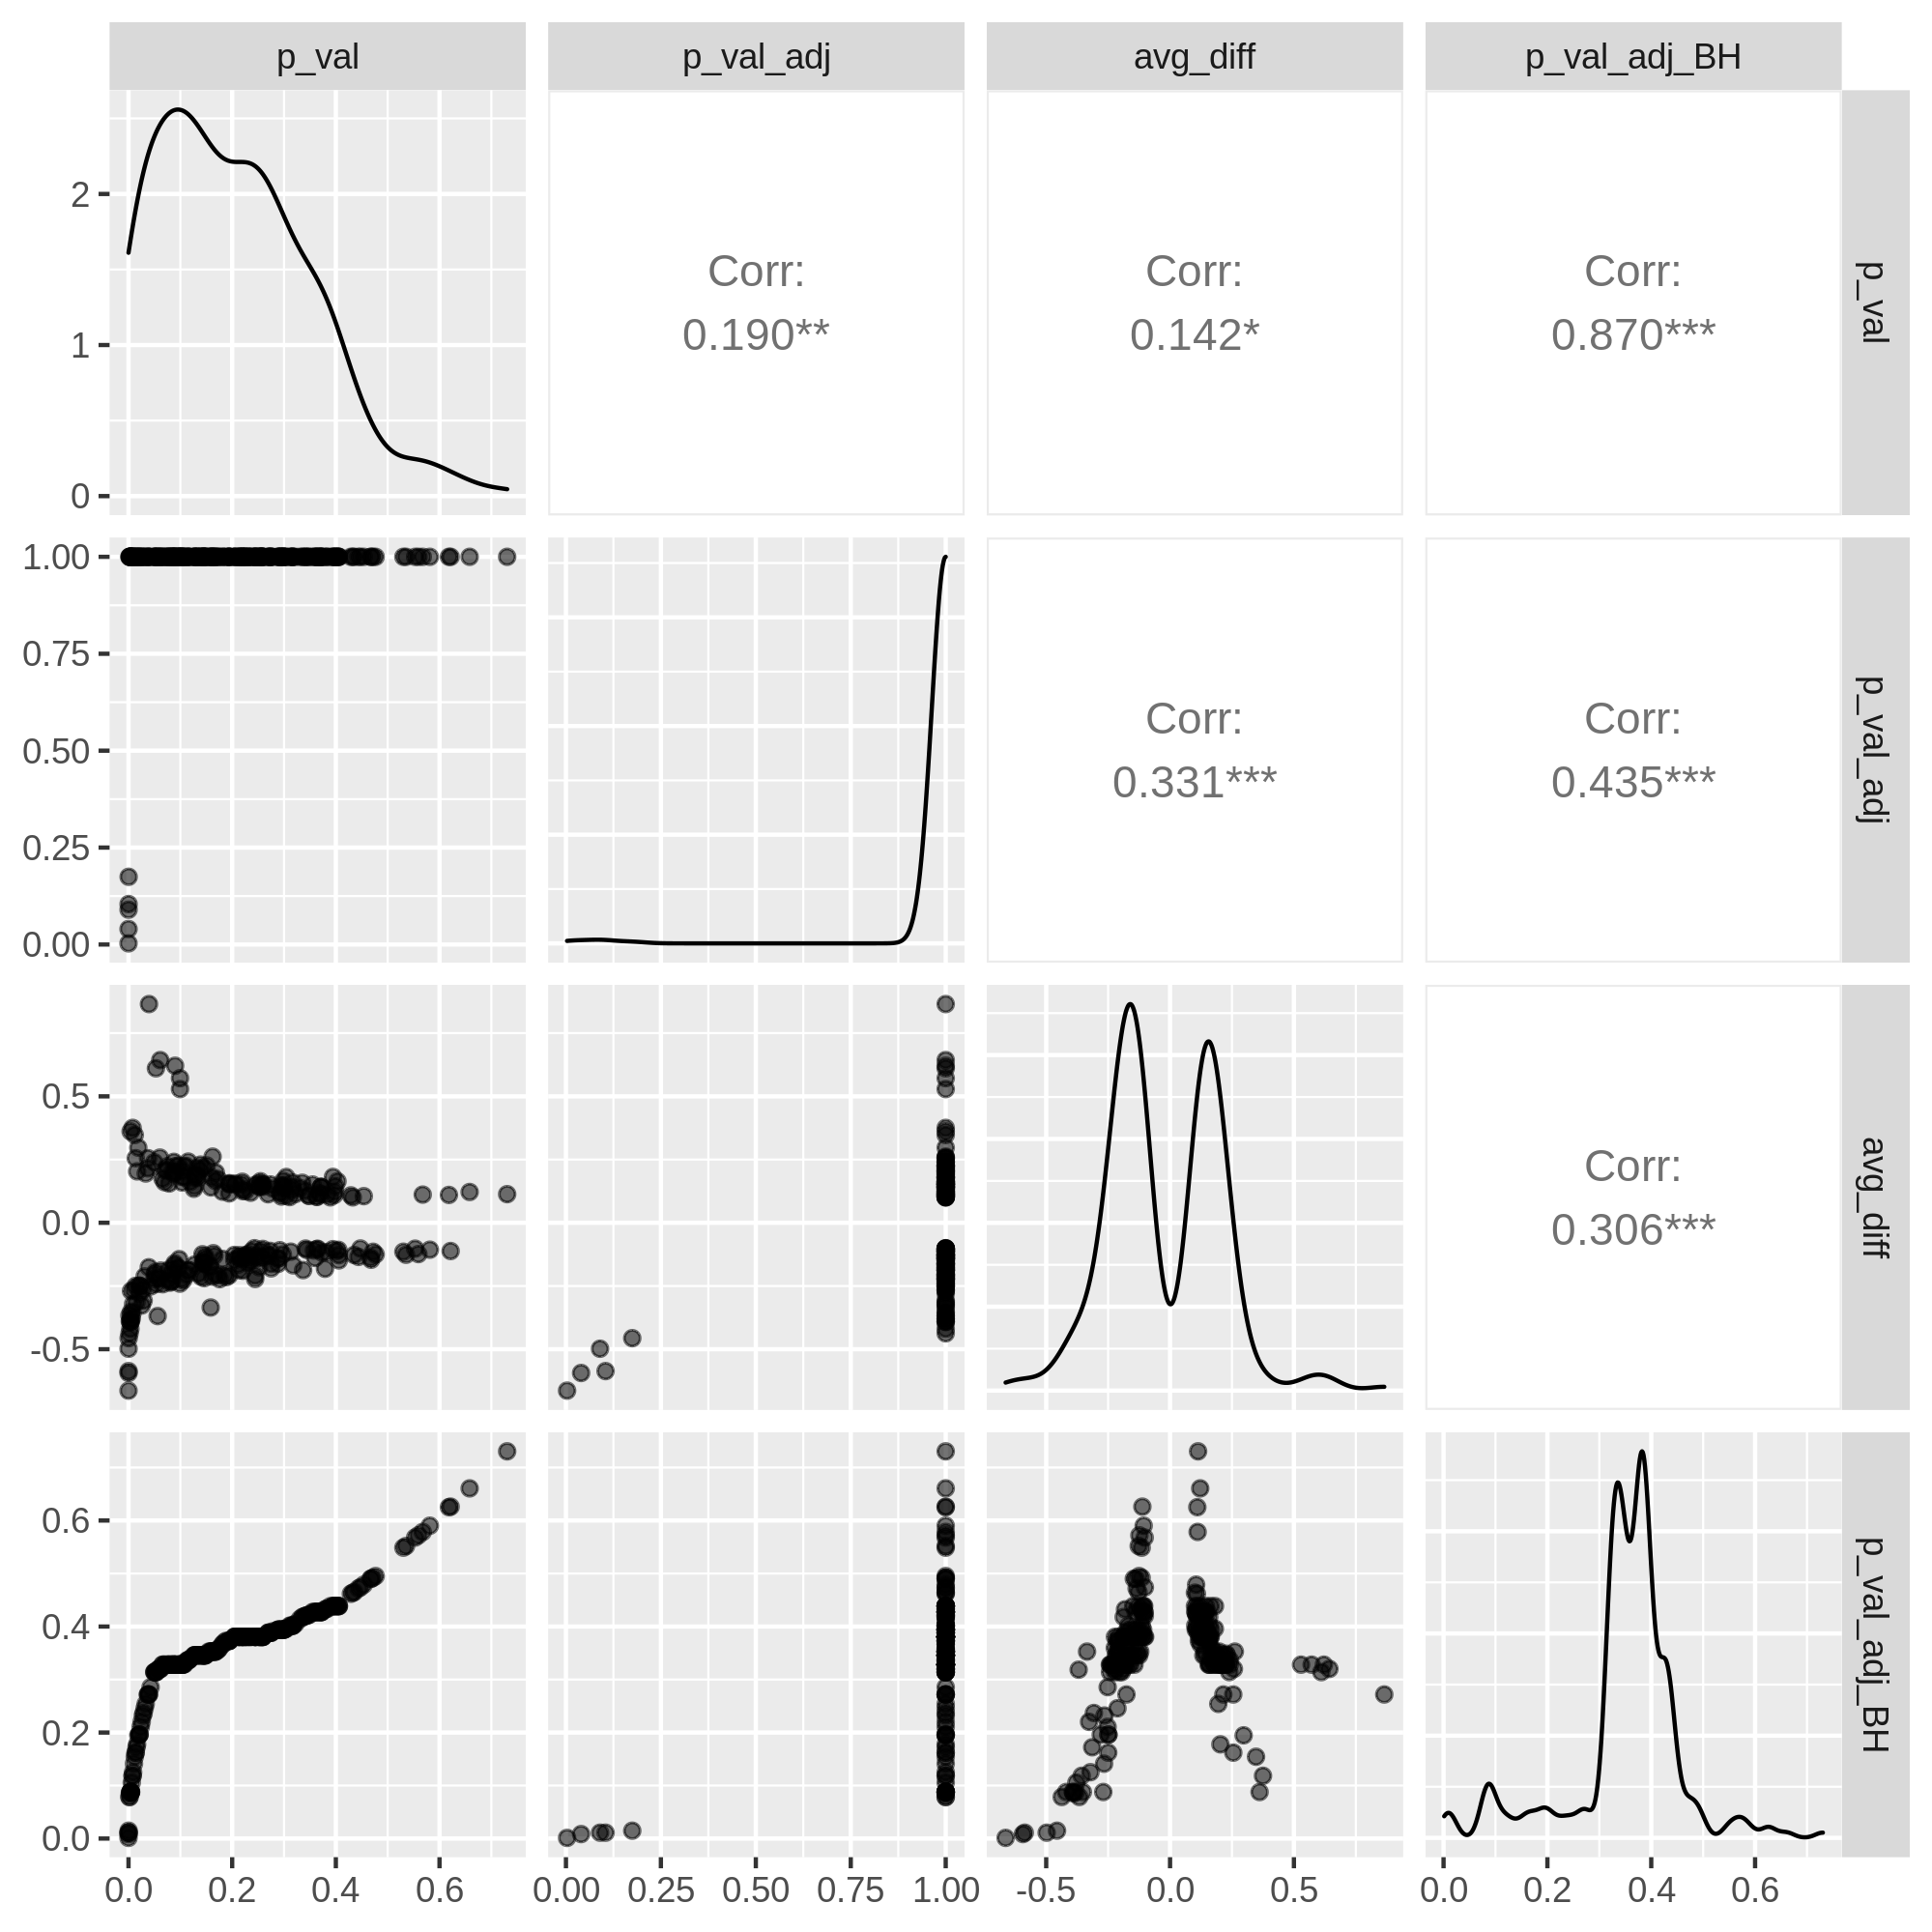 p_val p_val_adj avg_diff p_val_adj_BH
2
1
0
Corr:
0.190**
Corr:
0.142*
Corr:
0.870***
p_val
1.00
0.75
0.50
0.25
0.00
Corr:
0.331***
Corr:
0.435***
p_val_adj
0.5
0.0
-0.5
Corr:
0.306***
avg_diff
0.6
0.4
0.2
0.0
p_val_adj_BH
0.0 0.2 0.4 0.6
0.00 0.25 0.50 0.75 1.00
-0.5 0.0 0.5
0.0 0.2 0.4 0.6